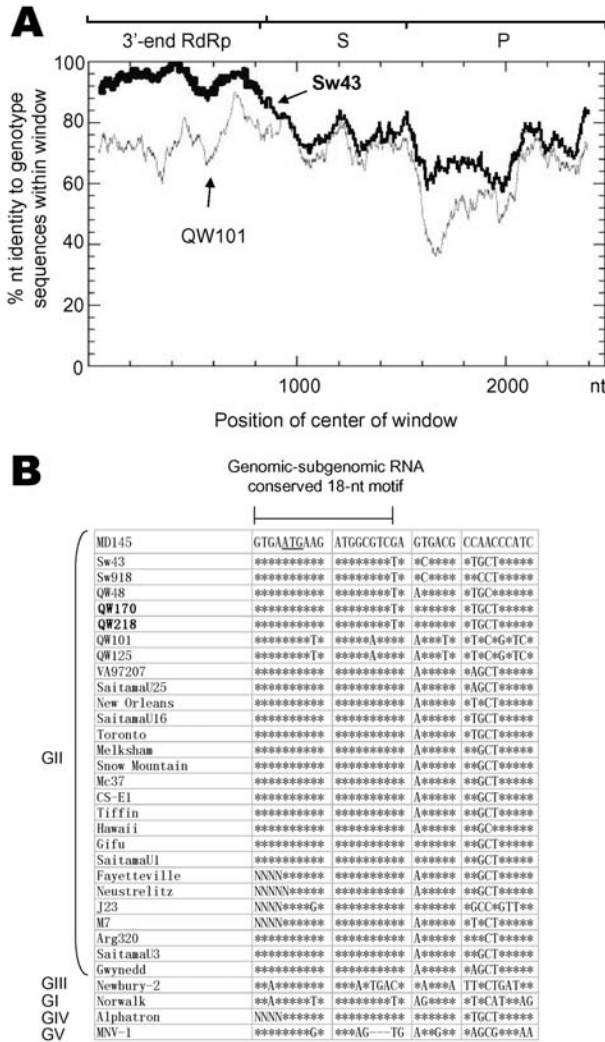 A
3'-end RdRp S P
% nt identity to genotype
sequences within window
100
80
60
40
20
0
Sw43
QW101
1000 2000 nt
Position of center of window
B
Genomic-subgenomic RNA
conserved 18-nt motif
MD145 GTGAATGAAG ATGGCGTCGA GTGACG CCAACCCATC
Sw43 ********** ********T* *C**** *TGCT*****
Sw918 ********** ********T* *C**** **CCT*****
QW48 ********** ********T* A***** *TGC******
QW170 ********** ********T* ****** *TGCT*****
QW218 ********** ********T* ****** *TGCT*****
QW101 ********T* *****A**** A***T* *T*C*G*TC*
QW125 ********T* *****A**** A***T* *T*C*G*TC*
VA97207 ********** ********** A***** *AGCT*****
SaitamaU25 ********** ********** A***** *AGCT*****
New Orleans ********** ********** A***** *T*CT*****
SaitamaU16 ********** ********** A***** *TGCT*****
Toronto ********** ********** A***** *TGCT*****
Melksham ********** ********** A***** **GCT*****
Snow Mountain ********** ********** A***** **GCT*****
Mc37 ********** ********** A***** **GCT*****
CS-E1 ********** ********** A***** **GCT*****
Tiffin ********** ********** A***** **GCT*****
Hawaii ********** ********** A***** **GC******
Gifu ********** ********** A***** **GCT*****
SaitamaU1 ********** ********** A***** **GCT*****
Fayetteville NNNN****** ********** A***** **GCT*****
Neustrelitz NNNNN***** ********** A***** **GCT*****
J23 NNNN****G* ********** ****** *GCC*GTT**
M7 NNNN****** ********** A***** *T*CT*****
Arg320 ********** ********** A***** ***CT*****
SaitamaU3 ********** ********** A***** **GCT*****
Gwynedd ********** ********** A***** *AGCT*****
GII
GIII Newbury-2 **A******* ***A*TGAC* *A***A TT*CTGAT**
GI Norwalk **A*****T* ********T* AG**** *T*CAT**AG
GIV Alphatron NNNN****** ********** ****** *TGCT*****
GV MNV-1 ********G* ***AG---TG *A**G** *AGCG***AA